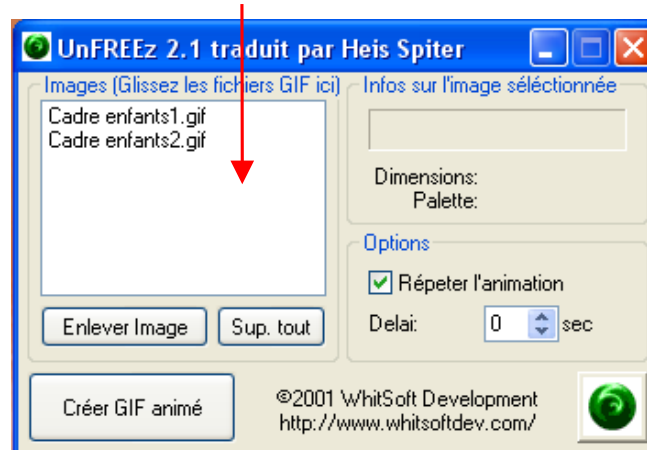 UnFREEz 2.1 traduit par Heis Spiter
Images (Glissez les fichiers GIF ici)
Cadre enfants1.gif
Cadre enfants2.gif
Enlever Image
Sup. tout
Infos sur l'image séléctionnée
Dimensions:
Palette:
Options
Répeter l'animation
Delai: 0 sec
Créer GIF animé
©2001 WhitSoft Development
http://www.whitsoftdev.com/